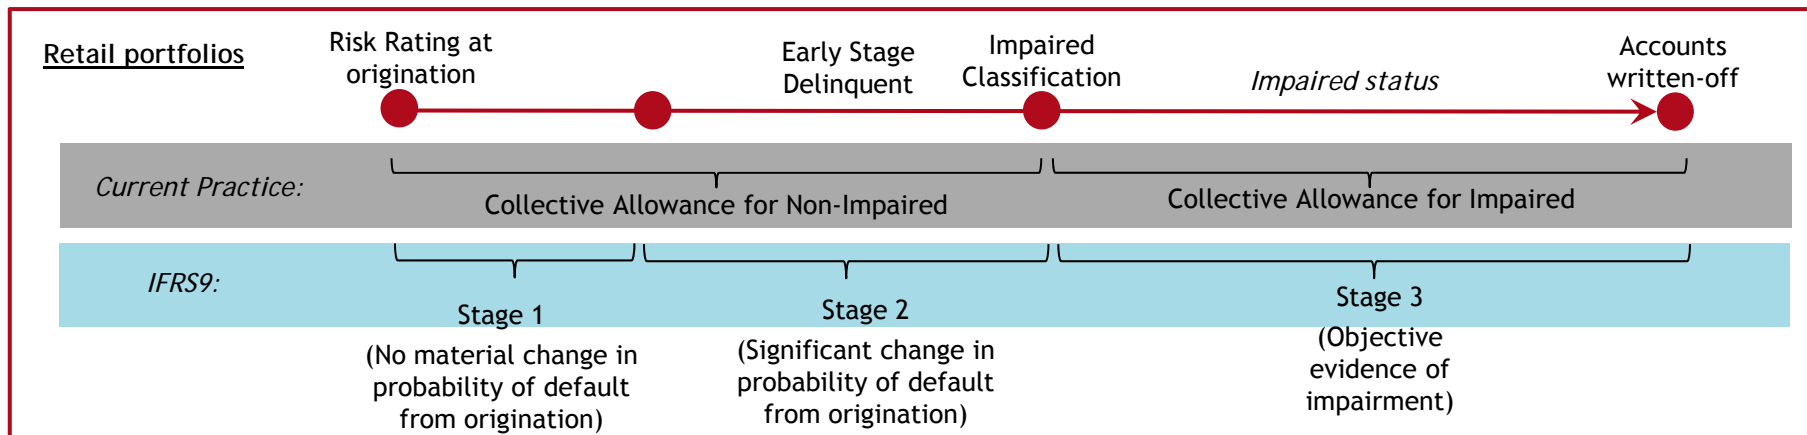 Retail portfolios
Risk Rating at
origination
Early Stage
Delinquent
Impaired
Classification
Impaired status
Accounts
written-off
Current Practice:
Collective Allowance for Non-Impaired
Collective Allowance for Impaired
IFRS9:
Stage 1
(No material change in
probability of default
from origination)
Stage 2
(Significant change in
probability of default
from origination)
Stage 3
(Objective
evidence of
impairment)